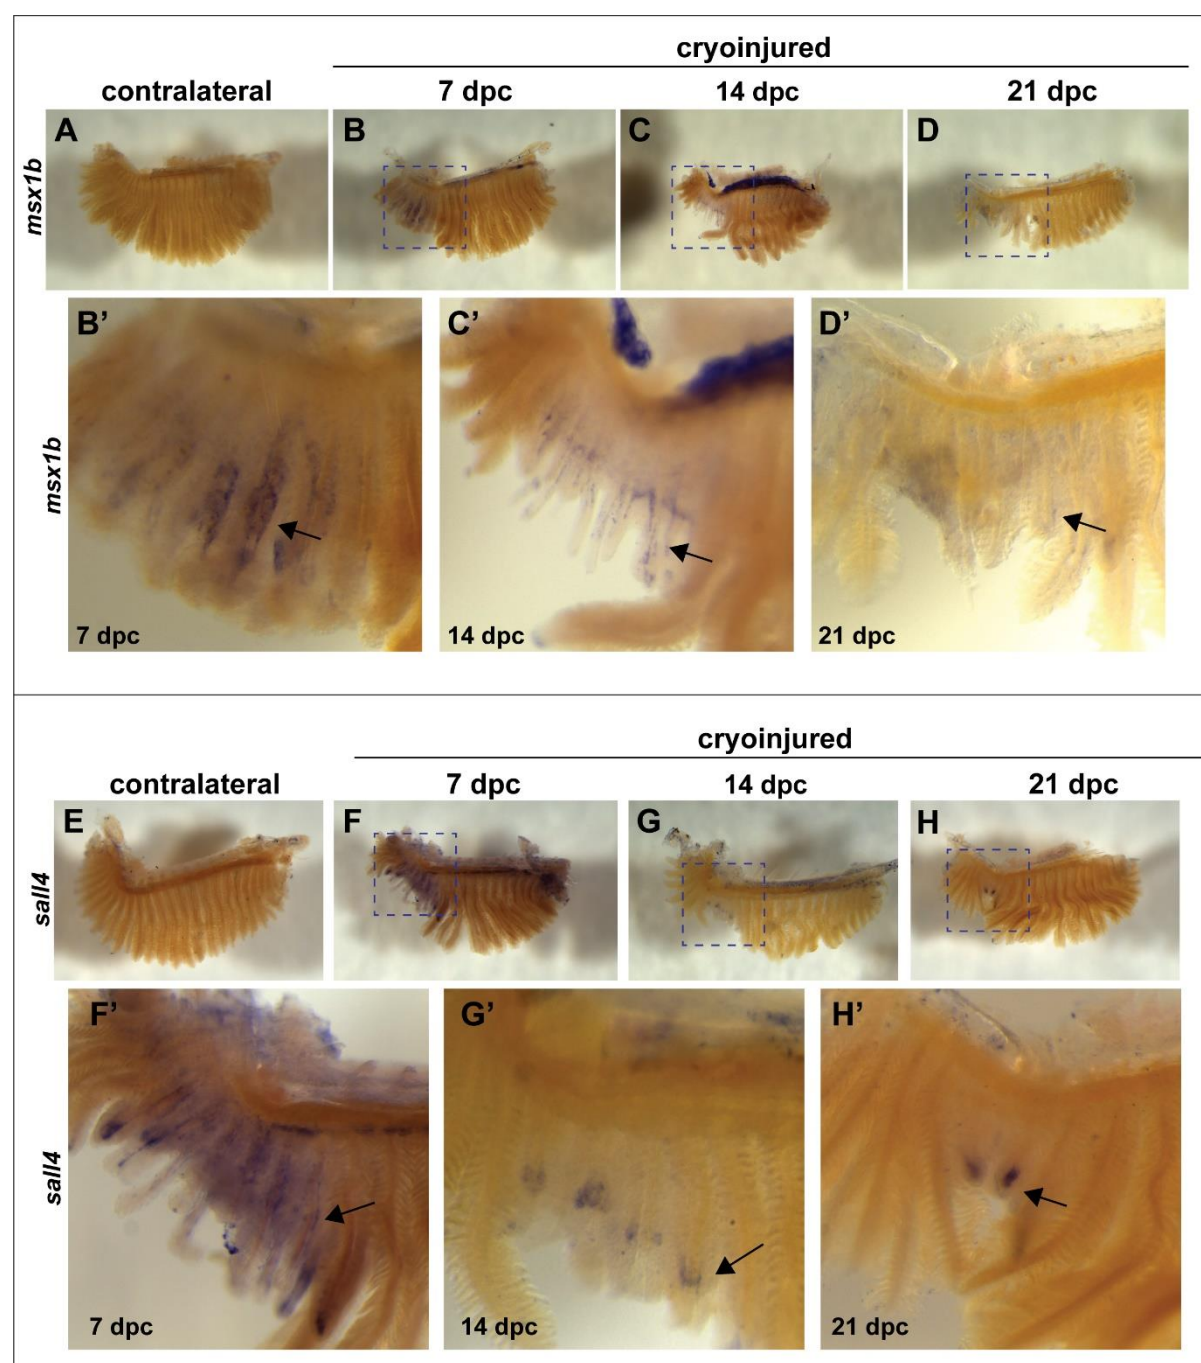 cryoinjured
contralateral 7 dpc 14 dpc 21 dpc
msx1b A B C D
msx1b B’ C’ D’
7 dpc 14 dpc 21 dpc
cryoinjured
contralateral 7 dpc 14 dpc 21 dpc
sall4 E F G H
sall4 F’ G’ H’
7 dpc 14 dpc 21 dpc